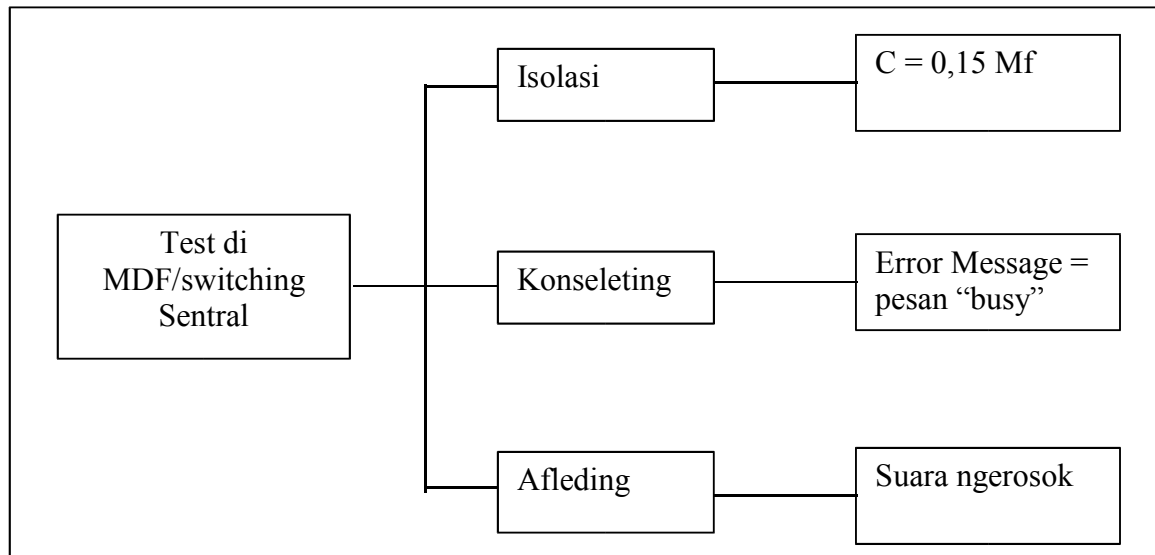 Test di
MDF/switching
Sentral
Isolasi
C = 0,15 Mf
Konseleting
Error Message =
pesan “busy”
Afleding
Suara ngerosok